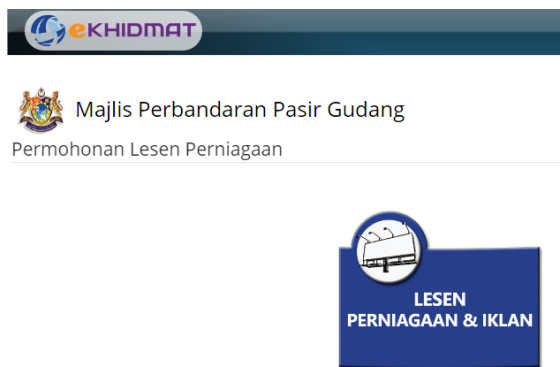 eKHIDMAT
Majlis Perbandaran Pasir Gudang
Permohonan Lesen Perniagaan
LESEN
PERNIAGAAN & IKLAN